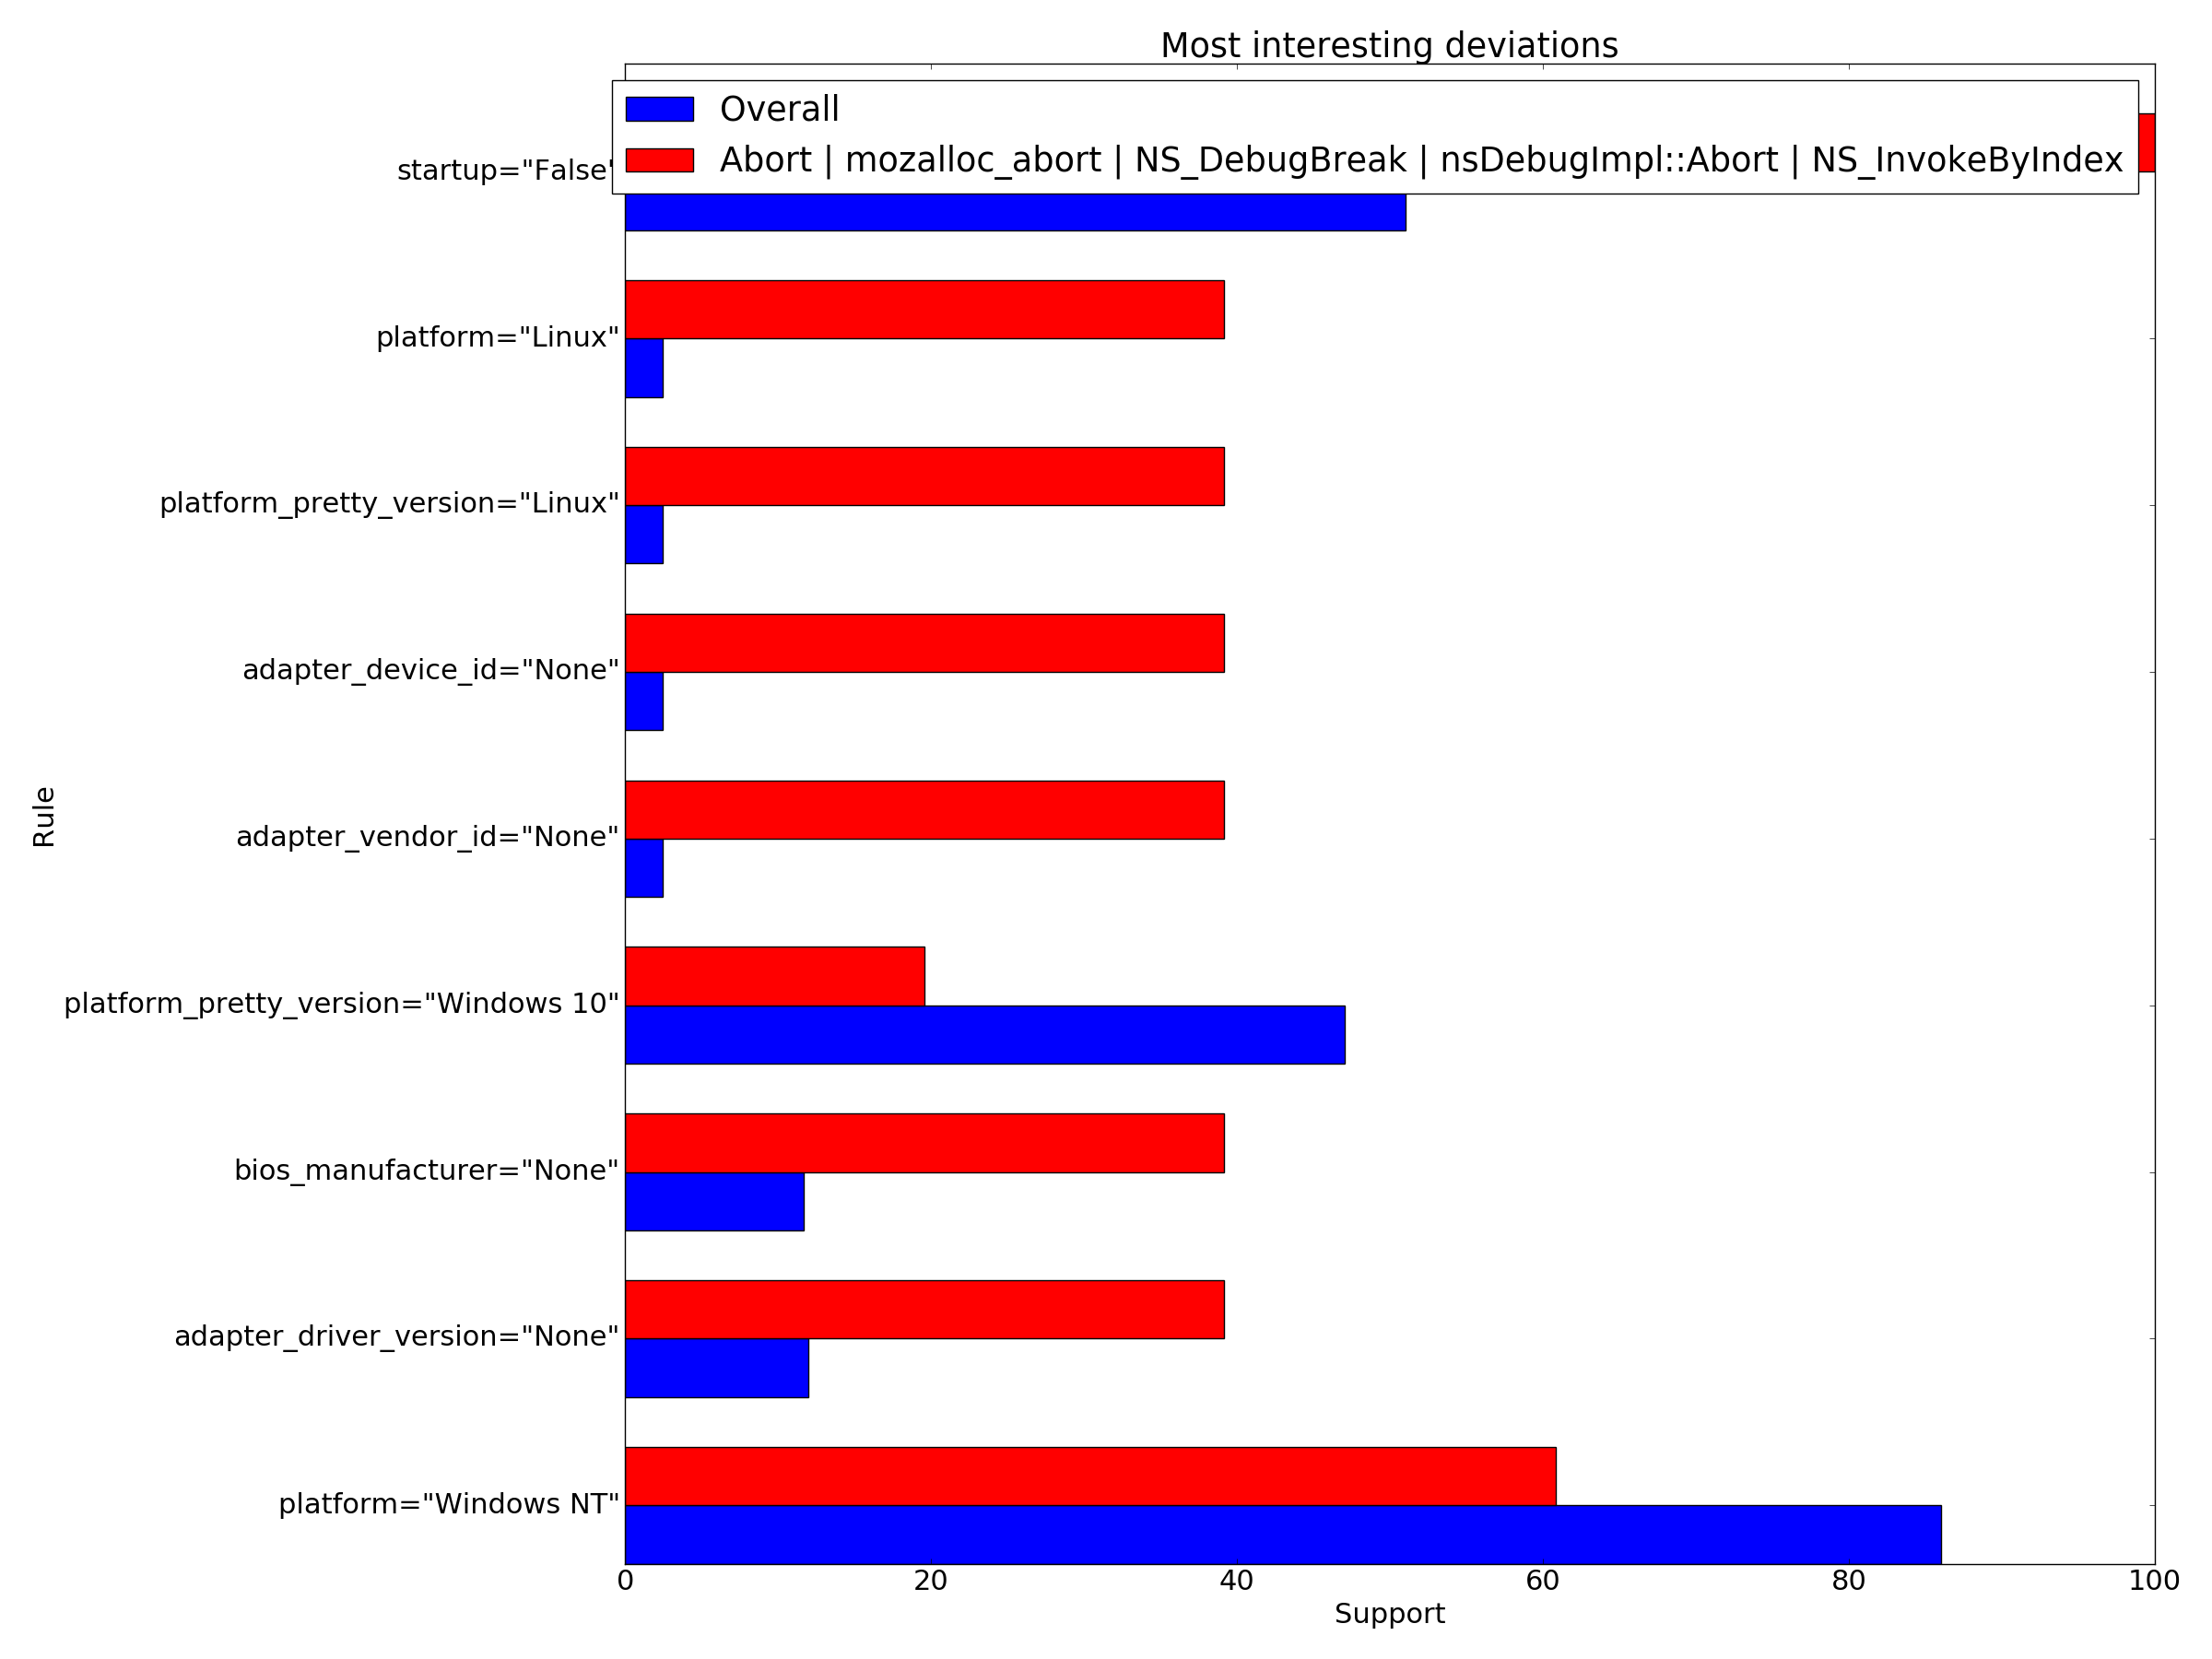 Most interesting deviations
Overall
Abort | mozalloc_abort | NS_DebugBreak | nsDebugImpl::Abort | NS_InvokeByIndex
startup="False"
platform="Linux"
platform_pretty_version="Linux"
adapter_device_id="None"
adapter_vendor_id="None"
Rule
platform_pretty_version="Windows 10"
bios_manufacturer="None"
adapter_driver_version="None"
platform="Windows NT"
0 20 40 60 80 100
Support